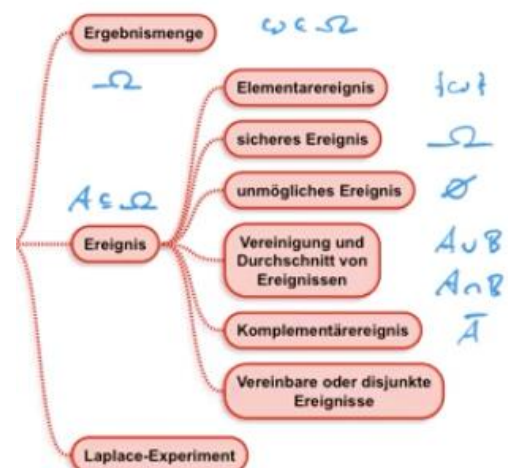 Ergebnismenge ω ∈ Ω
Ω
Elementarereignis {ω}
sicheres Ereignis Ω
A ⊆ Ω
unmögliches Ereignis ∅
Ereignis
Vereinigung und
Durchschnitt von
Ereignissen
A ∪ B
A ∩ B
Komplementärereignis Ā
Vereinbare oder disjunkte
Ereignisse
Laplace-Experiment